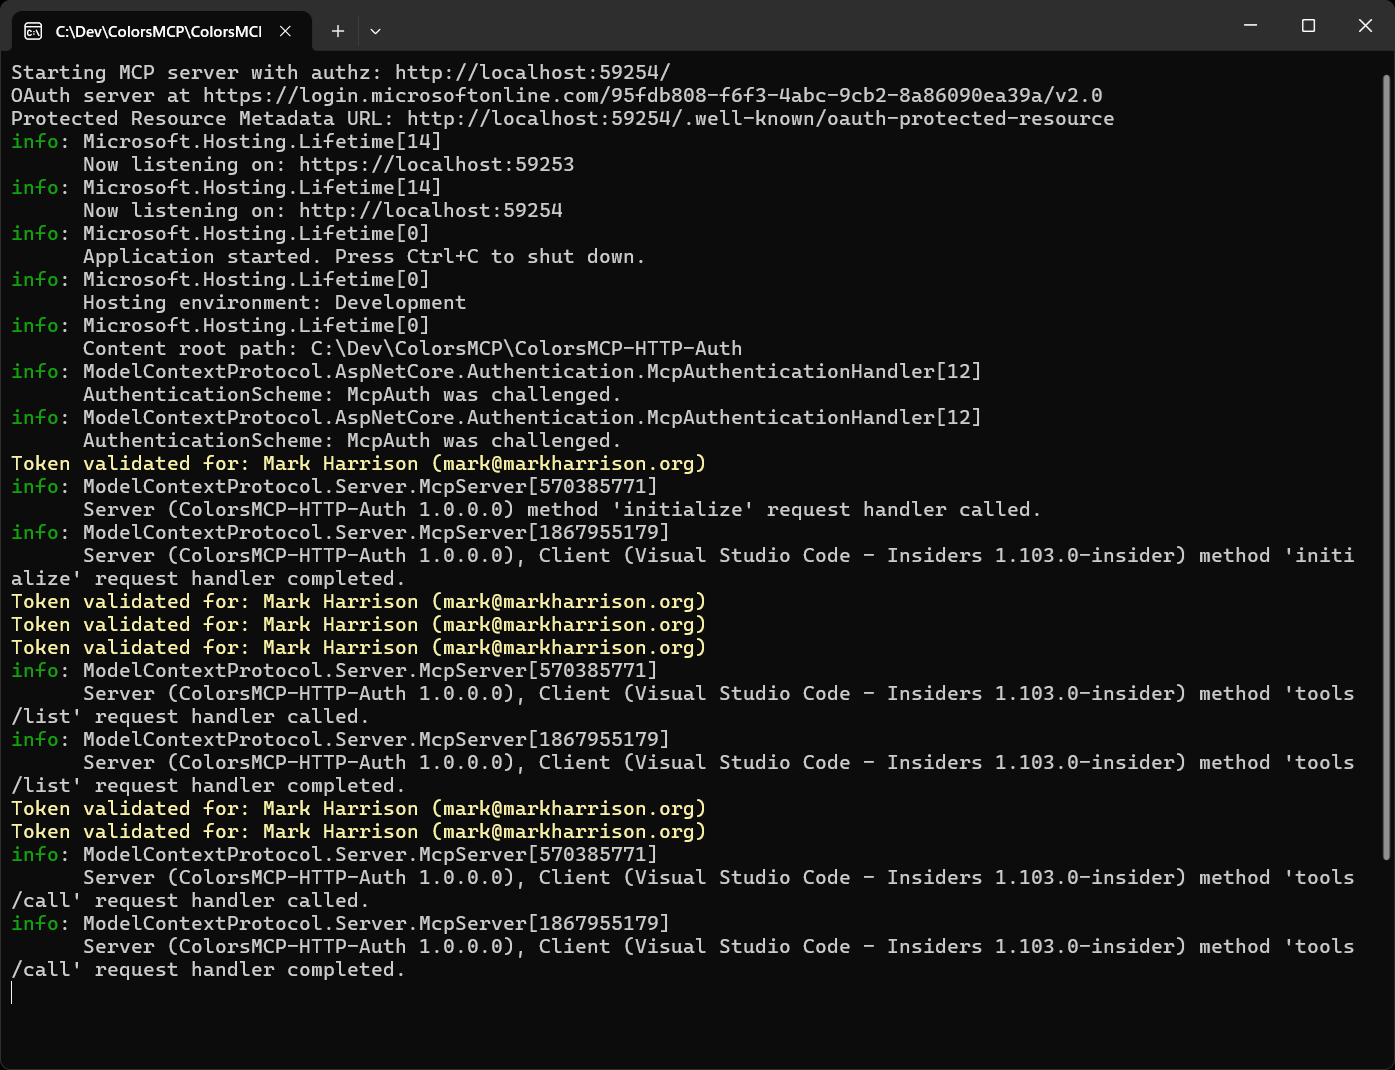 C:\Dev\ColorsMCP\ColorsMCI
Starting MCP server with authz: http://localhost:59254/
OAuth server at https://login.microsoftonline.com/95fdb808-f6f3-4abc-9cb2-8a86090ea39a/v2.0
Protected Resource Metadata URL: http://localhost:59254/.well-known/oauth-protected-resource
info: Microsoft.Hosting.Lifetime[14]
      Now listening on: https://localhost:59253
info: Microsoft.Hosting.Lifetime[14]
      Now listening on: http://localhost:59254
info: Microsoft.Hosting.Lifetime[0]
      Application started. Press Ctrl+C to shut down.
info: Microsoft.Hosting.Lifetime[0]
      Hosting environment: Development
info: Microsoft.Hosting.Lifetime[0]
      Content root path: C:\Dev\ColorsMCP\ColorsMCP-HTTP-Auth
info: ModelContextProtocol.AspNetCore.Authentication.McpAuthenticationHandler[12]
      AuthenticationScheme: McpAuth was challenged.
info: ModelContextProtocol.AspNetCore.Authentication.McpAuthenticationHandler[12]
      AuthenticationScheme: McpAuth was challenged.
Token validated for: Mark Harrison (mark@markharrison.org)
info: ModelContextProtocol.Server.McpServer[570385771]
      Server (ColorsMCP-HTTP-Auth 1.0.0.0) method 'initialize' request handler called.
info: ModelContextProtocol.Server.McpServer[1867955179]
      Server (ColorsMCP-HTTP-Auth 1.0.0.0), Client (Visual Studio Code - Insiders 1.103.0-insider) method 'initi
alize' request handler completed.
Token validated for: Mark Harrison (mark@markharrison.org)
Token validated for: Mark Harrison (mark@markharrison.org)
Token validated for: Mark Harrison (mark@markharrison.org)
info: ModelContextProtocol.Server.McpServer[570385771]
      Server (ColorsMCP-HTTP-Auth 1.0.0.0), Client (Visual Studio Code - Insiders 1.103.0-insider) method 'tools
/list' request handler called.
info: ModelContextProtocol.Server.McpServer[1867955179]
      Server (ColorsMCP-HTTP-Auth 1.0.0.0), Client (Visual Studio Code - Insiders 1.103.0-insider) method 'tools
/list' request handler completed.
Token validated for: Mark Harrison (mark@markharrison.org)
Token validated for: Mark Harrison (mark@markharrison.org)
info: ModelContextProtocol.Server.McpServer[570385771]
      Server (ColorsMCP-HTTP-Auth 1.0.0.0), Client (Visual Studio Code - Insiders 1.103.0-insider) method 'tools
/call' request handler called.
info: ModelContextProtocol.Server.McpServer[1867955179]
      Server (ColorsMCP-HTTP-Auth 1.0.0.0), Client (Visual Studio Code - Insiders 1.103.0-insider) method 'tools
/call' request handler completed.